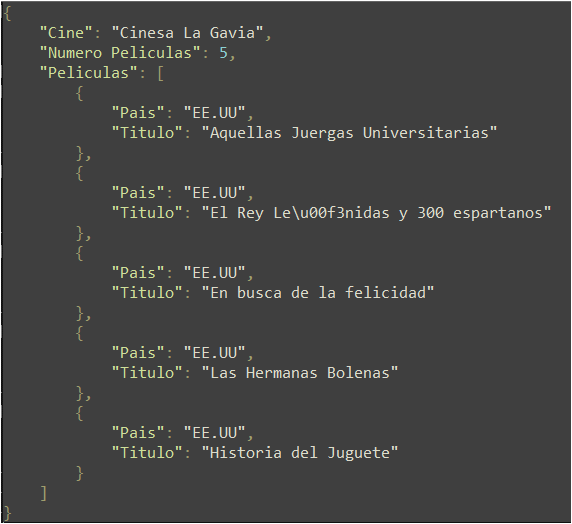 {
    "Cine": "Cinesa La Gavia",
    "Numero Peliculas": 5,
    "Peliculas": [
        {
            "Pais": "EE.UU",
            "Titulo": "Aquellas Juergas Universitarias"
        },
        {
            "Pais": "EE.UU",
            "Titulo": "El Rey Le\u00f3nidas y 300 espartanos"
        },
        {
            "Pais": "EE.UU",
            "Titulo": "En busca de la felicidad"
        },
        {
            "Pais": "EE.UU",
            "Titulo": "Las Hermanas Bolenas"
        },
        {
            "Pais": "EE.UU",
            "Titulo": "Historia del Juguete"
        }
    ]
}